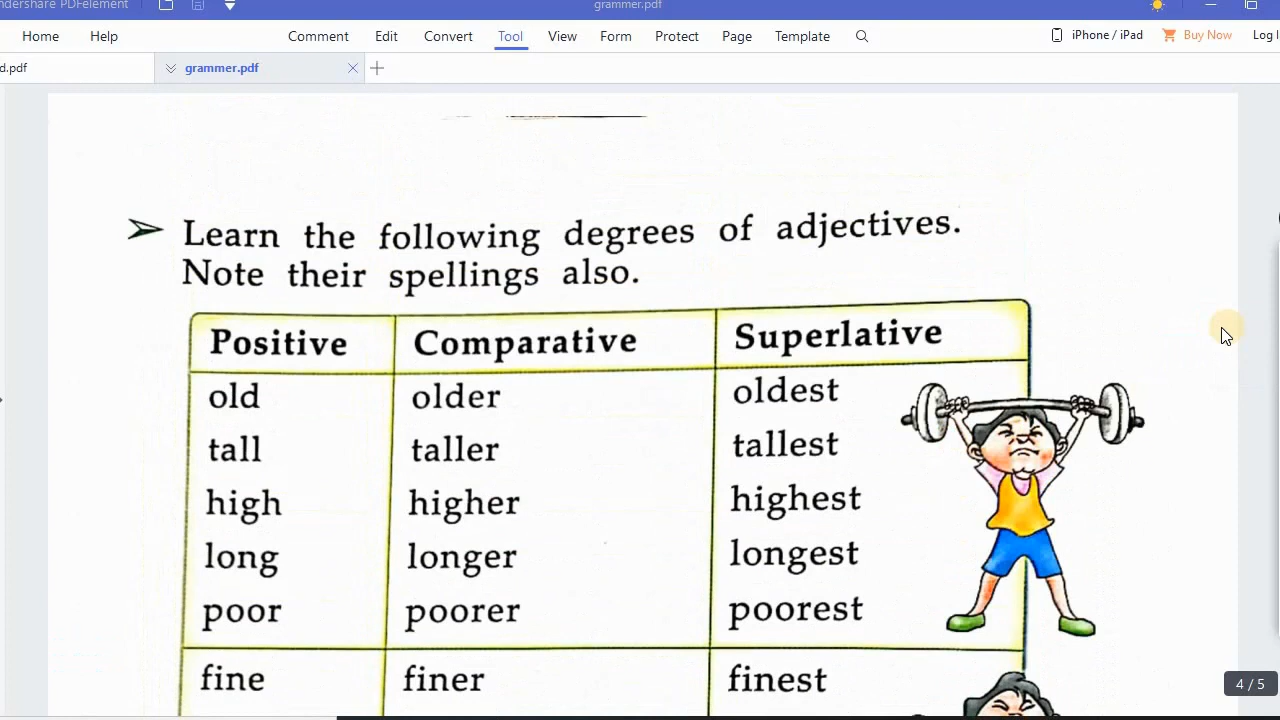 ndershare PDFelement
grammer.pdf
Home Help Comment Edit Convert Tool View Form Protect Page Template iPhone / iPad Buy Now Log I
d.pdf grammer.pdf
➢ Learn the following degrees of adjectives.
Note their spellings also.
Positive Comparative Superlative
old older oldest
tall taller tallest
high higher highest
long longer longest
poor poorer poorest
fine finer finest
4 / 5